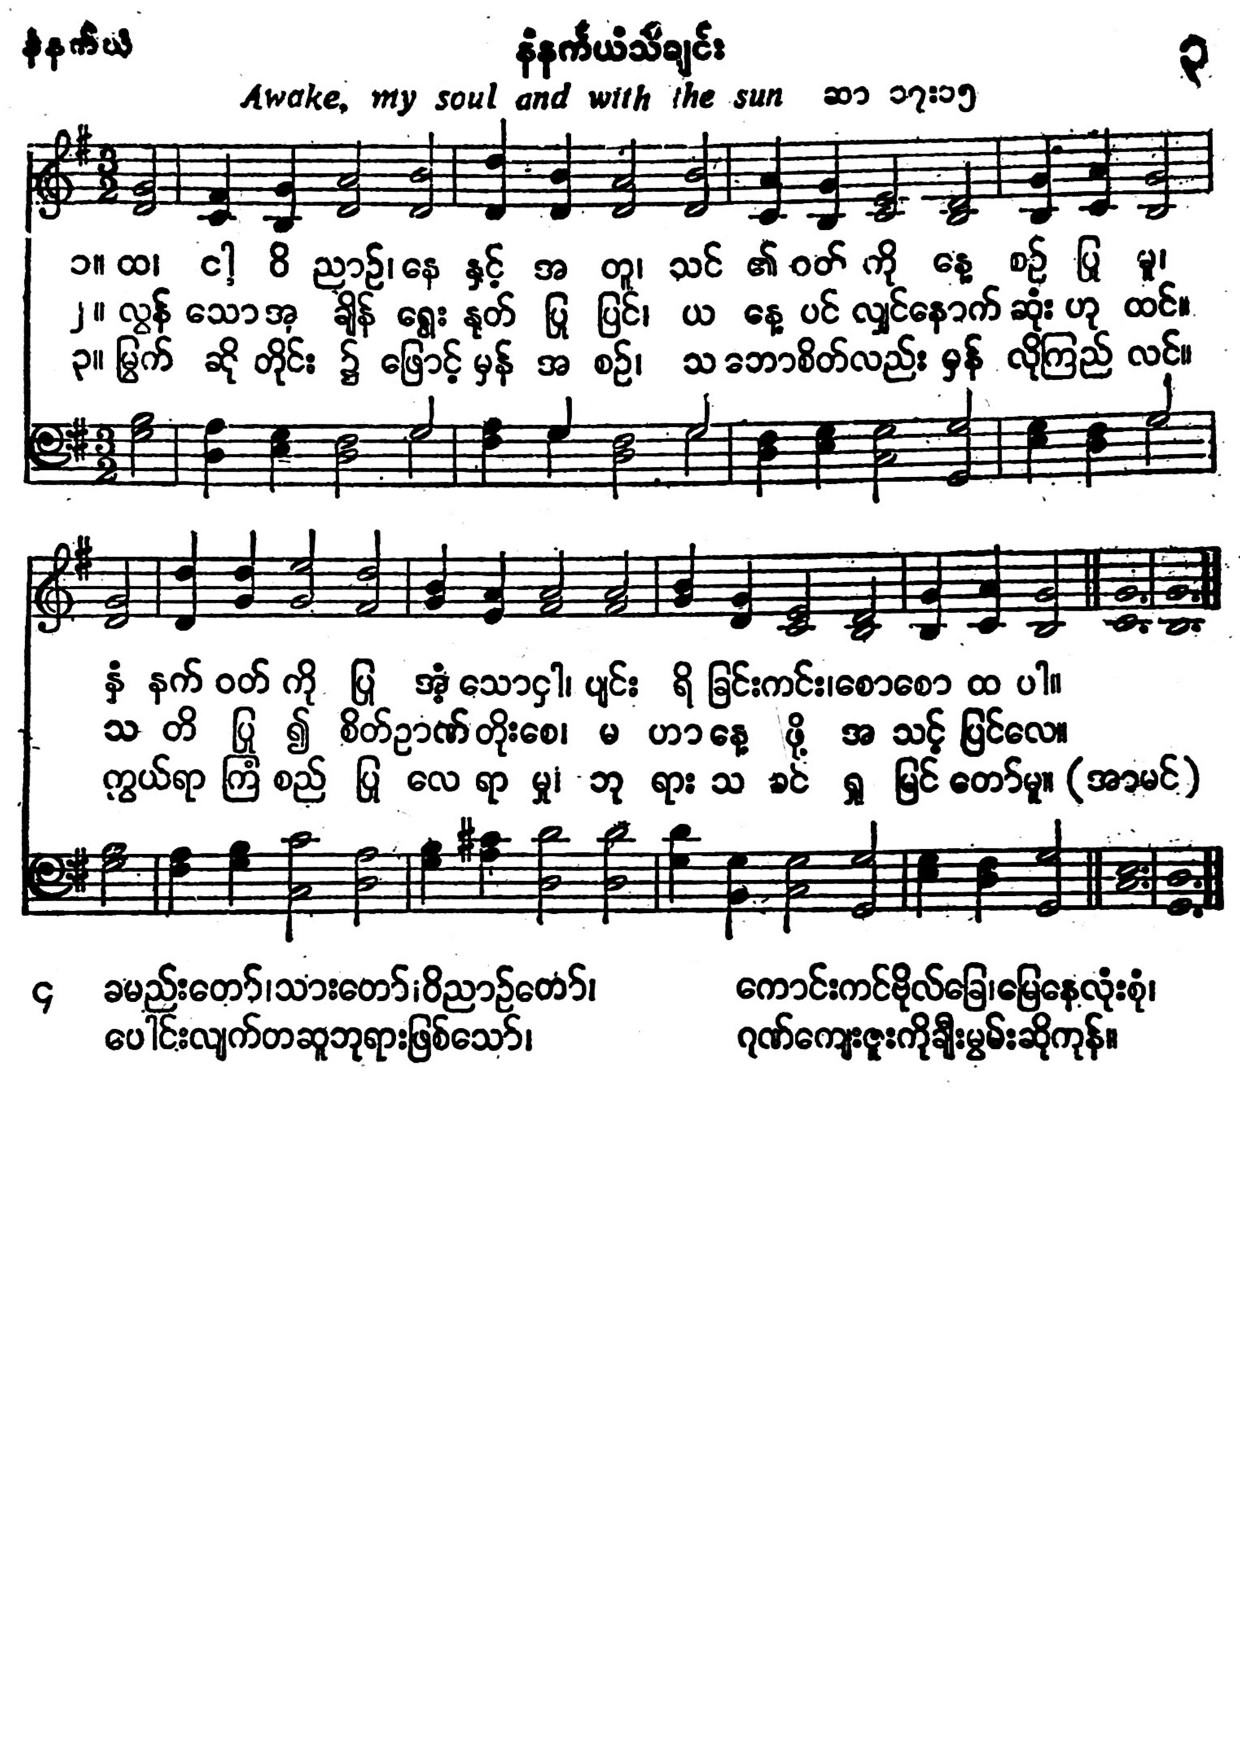 နံနက်ယံ နံနက်ယံသီချင်း ၃
Awake, my soul and with the sun ဆာ ၁၇း၁၅
၁။ ထ၊ ငါ့ ဝိ ညာဉ်၊ နေ နှင့် အ တူ၊ သင် ၏ ဝတ် ကို နေ့ စဉ် ပြု မူ၊
၂။ လွန် သော အ ချိန် ရွေး နုတ် ပြု ပြင်၊ ယ နေ့ ပင် လျှင် နောက် ဆုံး ဟု ထင်။
၃။ မြွက် ဆို တိုင်း ၌ ဖြောင့် မှန် အ စဉ်၊ သ ဘော စိတ် လည်း မှန် လို ကြည် လင်။
နံ နက် ဝတ် ကို ပြု အံ့ သော ငှါ၊ ပျင်း ရိ ခြင်း ကင်း၊ စော စော ထ ပါ။
သ တိ ပြု ၍ စိတ် ဉာဏ် တိုး စေ၊ မ ဟာ နေ့ ဖို့ အ သင့် ပြင် လေ။
ကွယ် ရာ ကြံ စည် ပြု လေ ရာ မှု၊ ဘု ရား သ ခင် ရှု မြင် တော် မူ။ (အာမင်)
၄ ခမည်းတော်၊သားတော်၊ဝိညာဉ်တော်၊ ကောင်းကင်ဗိုလ်ခြေ၊မြေနေ့လုံးစုံ၊
ပေါင်းလျက်တဆူဘုရားဖြစ်သော်၊ ဂုဏ်ကျေးဇူးကိုချီးမွမ်းဆိုကုန်။